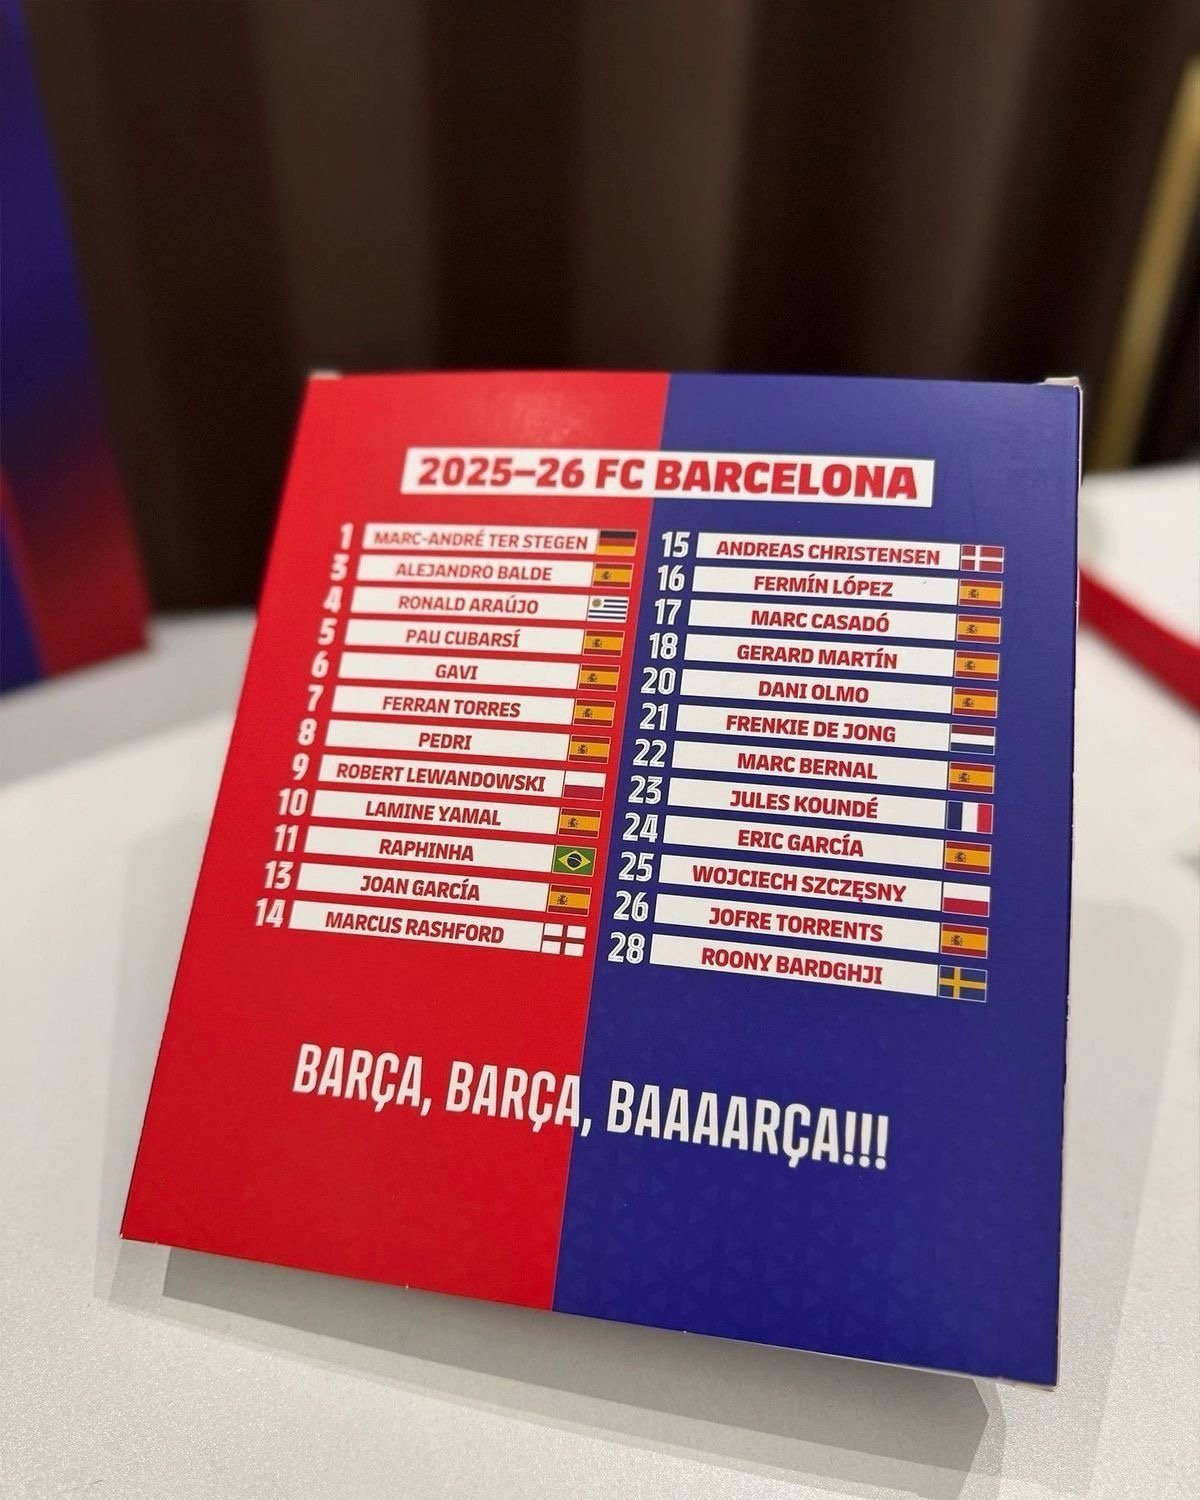 2025–26 FC BARCELONA
1 MARC-ANDRÉ TER STEGEN
3 ALEJANDRO BALDE
4 RONALD ARAÚJO
5 PAU CUBARSÍ
6 GAVI
7 FERRAN TORRES
8 PEDRI
9 ROBERT LEWANDOWSKI
10 LAMINE YAMAL
11 RAPHINHA
13 JOAN GARCÍA
14 MARCUS RASHFORD
15 ANDREAS CHRISTENSEN
16 FERMÍN LÓPEZ
17 MARC CASADÓ
18 GERARD MARTÍN
20 DANI OLMO
21 FRENKIE DE JONG
22 MARC BERNAL
23 JULES KOUNDÉ
24 ERIC GARCÍA
25 WOJCIECH SZCZĘSNY
26 JOFRE TORRENTS
28 ROONY BARDGHJI
BARÇA, BARÇA, BAAAARÇA!!!